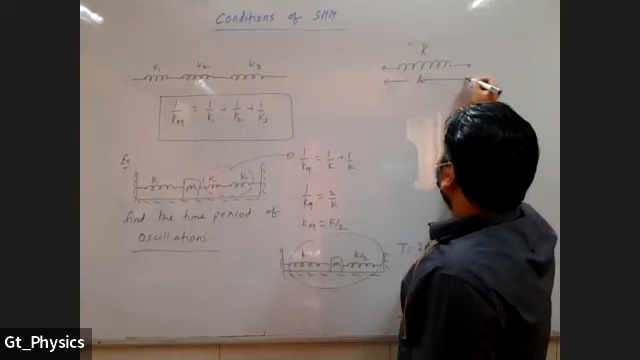 Conditions of SHM
k₁ k₂ k₃
1/keq = 1/k₁ + 1/k₂ + 1/k₃
k
l₀
Ex
k m k k
1/keq = 1/k + 1/k
1/keq = 2/k
keq = k/2
find the time period of
oscillations.
k m k/2
T = 2
Gt_Physics